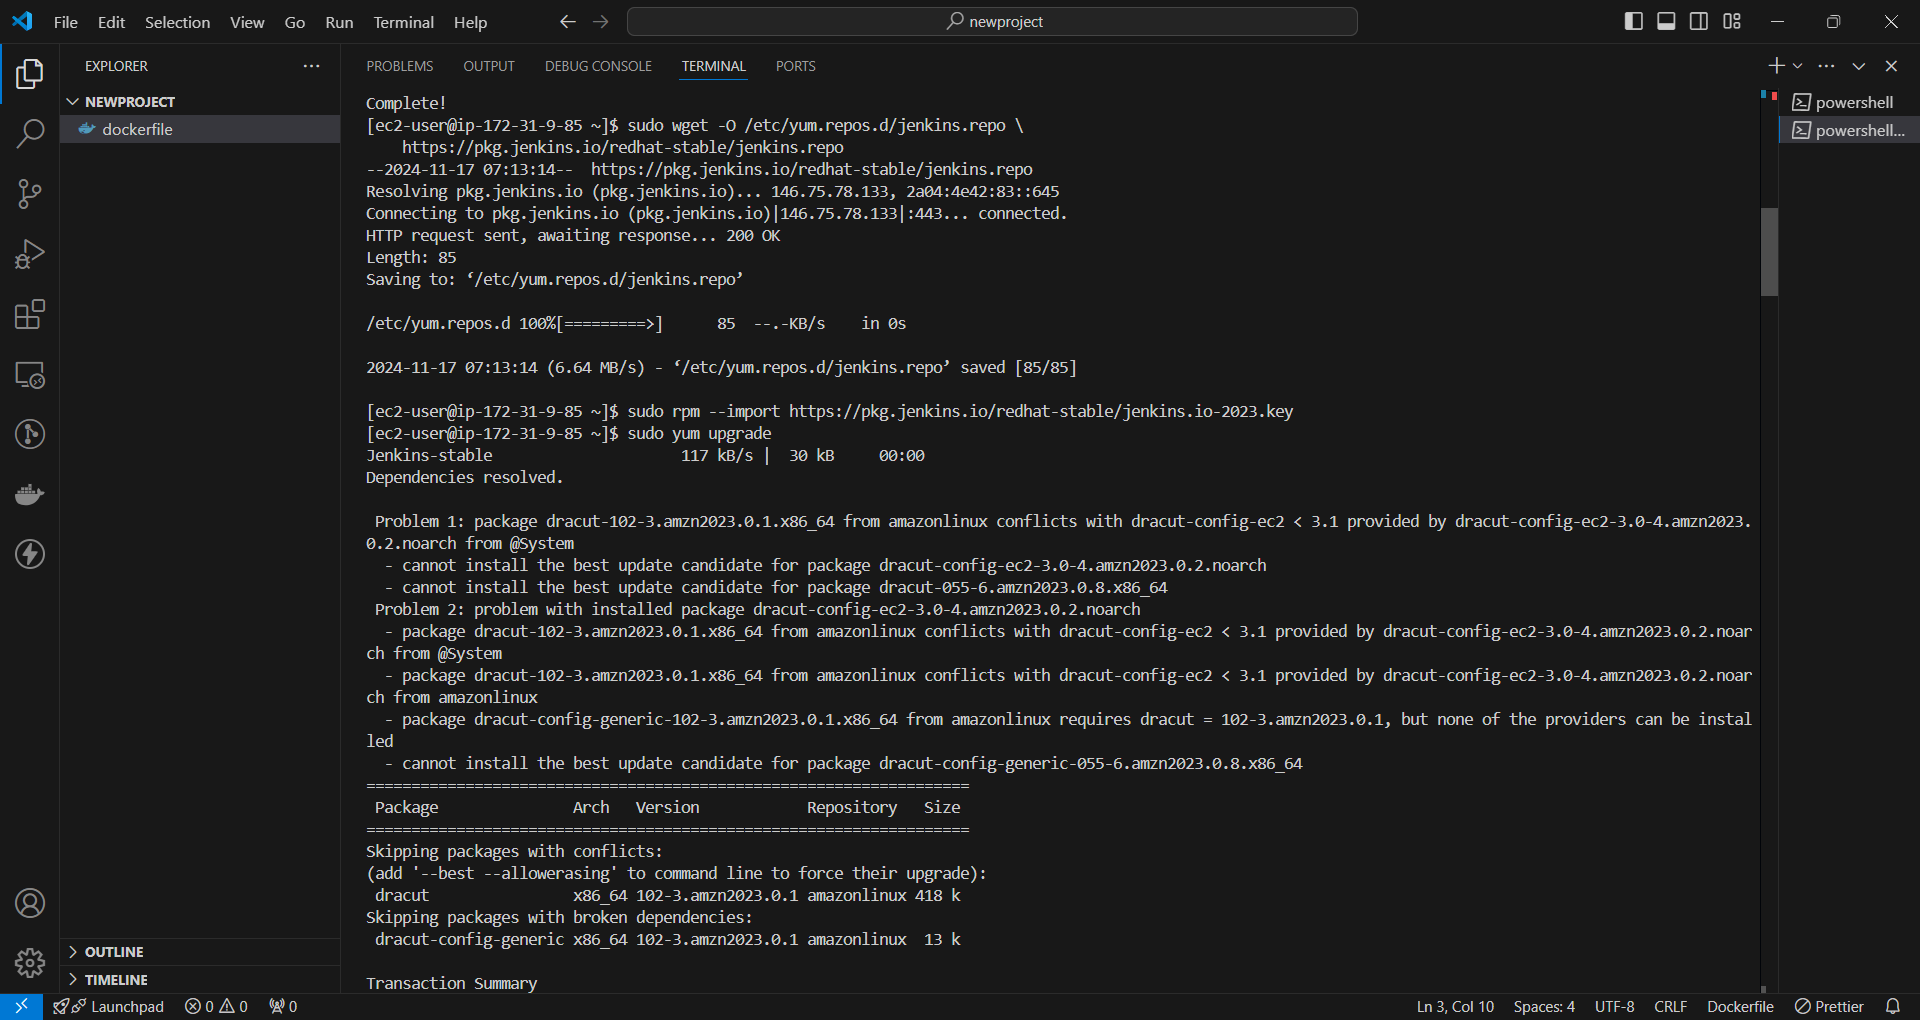 File Edit Selection View Go Run Terminal Help
newproject
EXPLORER
NEWPROJECT
dockerfile
OUTLINE
TIMELINE
PROBLEMS OUTPUT DEBUG CONSOLE TERMINAL PORTS
powershell
powershell...
Complete!
[ec2-user@ip-172-31-9-85 ~]$ sudo wget -O /etc/yum.repos.d/jenkins.repo \
    https://pkg.jenkins.io/redhat-stable/jenkins.repo
--2024-11-17 07:13:14--  https://pkg.jenkins.io/redhat-stable/jenkins.repo
Resolving pkg.jenkins.io (pkg.jenkins.io)... 146.75.78.133, 2a04:4e42:83::645
Connecting to pkg.jenkins.io (pkg.jenkins.io)|146.75.78.133|:443... connected.
HTTP request sent, awaiting response... 200 OK
Length: 85
Saving to: ‘/etc/yum.repos.d/jenkins.repo’
/etc/yum.repos.d 100%[=========>]      85  --.-KB/s    in 0s
2024-11-17 07:13:14 (6.64 MB/s) - ‘/etc/yum.repos.d/jenkins.repo’ saved [85/85]
[ec2-user@ip-172-31-9-85 ~]$ sudo rpm --import https://pkg.jenkins.io/redhat-stable/jenkins.io-2023.key
[ec2-user@ip-172-31-9-85 ~]$ sudo yum upgrade
Jenkins-stable                     117 kB/s |  30 kB     00:00
Dependencies resolved.
 Problem 1: package dracut-102-3.amzn2023.0.1.x86_64 from amazonlinux conflicts with dracut-config-ec2 < 3.1 provided by dracut-config-ec2-3.0-4.amzn2023.
0.2.noarch from @System
  - cannot install the best update candidate for package dracut-config-ec2-3.0-4.amzn2023.0.2.noarch
  - cannot install the best update candidate for package dracut-055-6.amzn2023.0.8.x86_64
 Problem 2: problem with installed package dracut-config-ec2-3.0-4.amzn2023.0.2.noarch
  - package dracut-102-3.amzn2023.0.1.x86_64 from amazonlinux conflicts with dracut-config-ec2 < 3.1 provided by dracut-config-ec2-3.0-4.amzn2023.0.2.noar
ch from @System
  - package dracut-102-3.amzn2023.0.1.x86_64 from amazonlinux conflicts with dracut-config-ec2 < 3.1 provided by dracut-config-ec2-3.0-4.amzn2023.0.2.noar
ch from amazonlinux
  - package dracut-config-generic-102-3.amzn2023.0.1.x86_64 from amazonlinux requires dracut = 102-3.amzn2023.0.1, but none of the providers can be instal
led
  - cannot install the best update candidate for package dracut-config-generic-055-6.amzn2023.0.8.x86_64
===================================================================
 Package               Arch   Version            Repository   Size
===================================================================
Skipping packages with conflicts:
(add '--best --allowerasing' to command line to force their upgrade):
 dracut                x86_64 102-3.amzn2023.0.1 amazonlinux 418 k
Skipping packages with broken dependencies:
 dracut-config-generic x86_64 102-3.amzn2023.0.1 amazonlinux  13 k
Transaction Summary
Launchpad 0 0 0 Ln 3, Col 10 Spaces: 4 UTF-8 CRLF Dockerfile Prettier